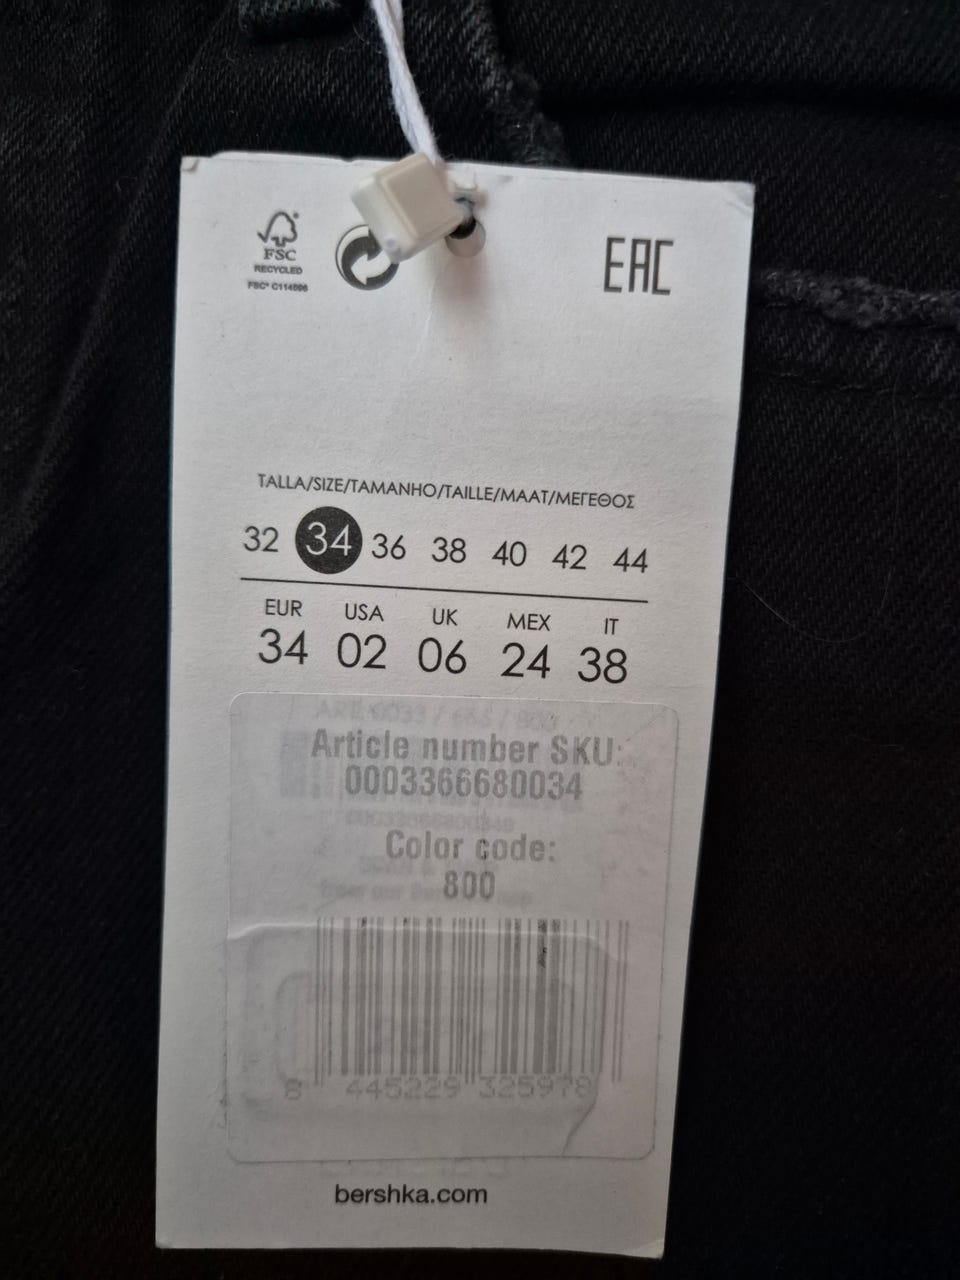 FSC®
RECYCLED
FSC® C114696
EAC
TALLA/SIZE/TAMANHO/TAILLE/MAAT/ΜΕΓΕΘΟΣ
32 34 36 38 40 42 44
EUR USA UK MEX IT
34 02 06 24 38
Article number SKU:
0003366680034
Color code:
800
8 445229 325978
bershka.com